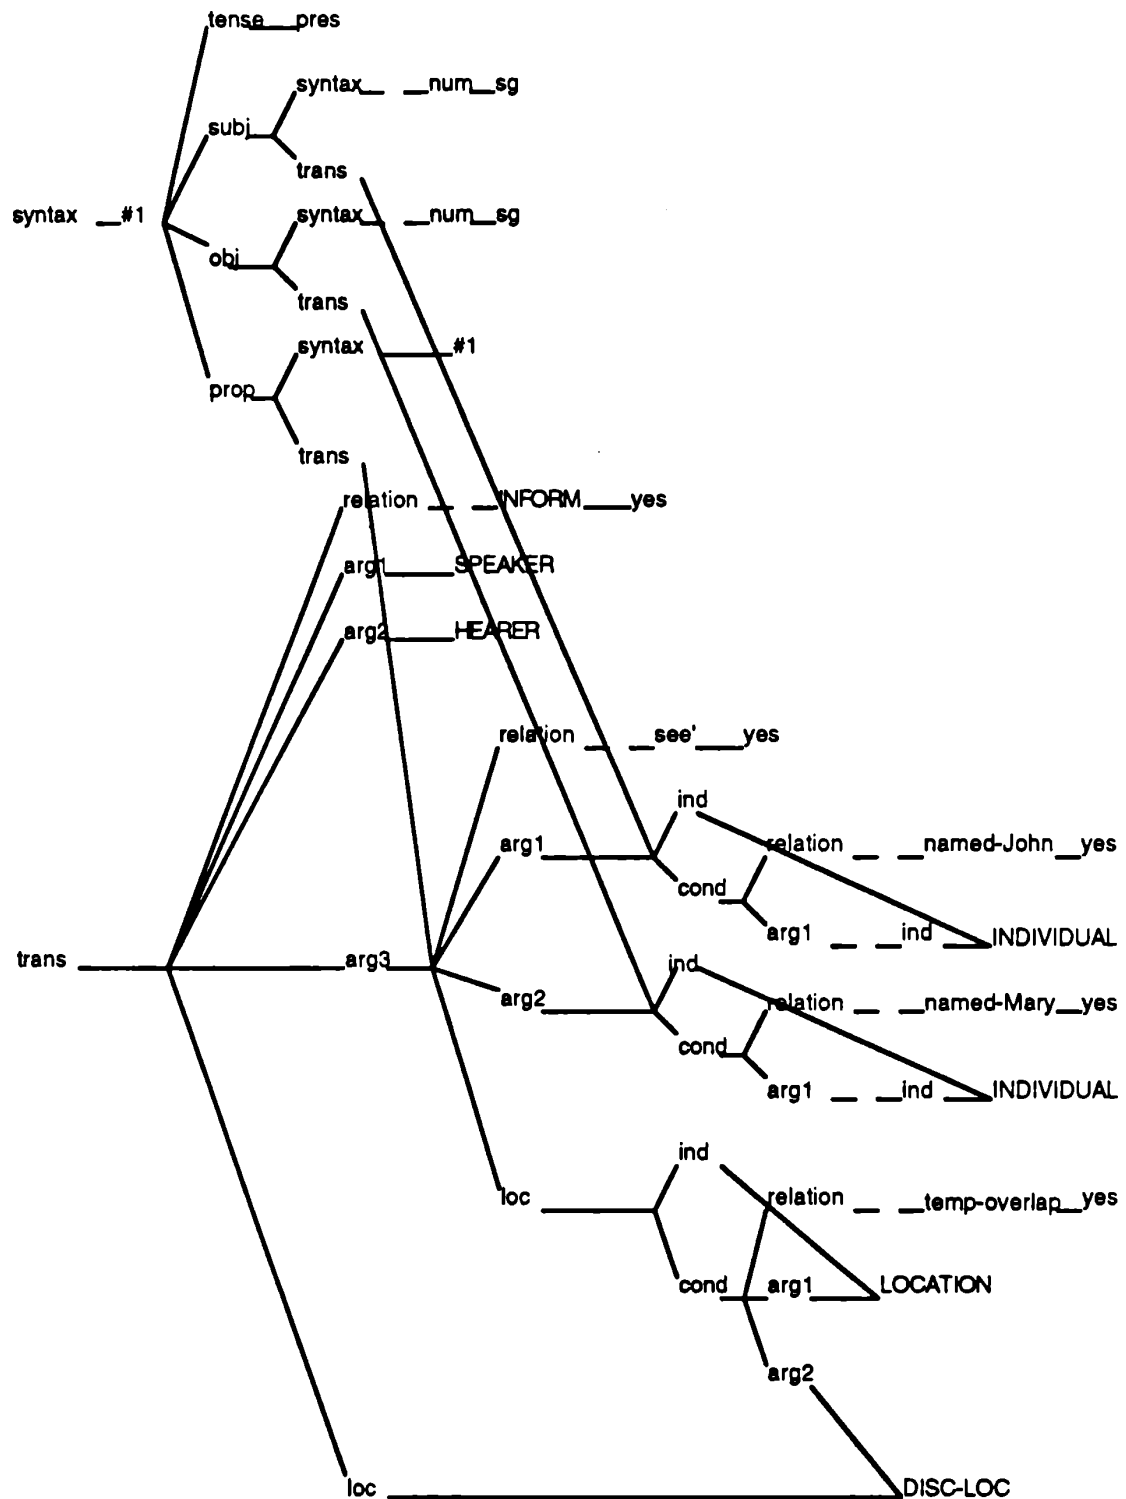 tense pres
syntax num sg
subj
trans
syntax #1
syntax num sg
obj
trans
syntax #1
prop
trans
relation INFORM yes
arg1 SPEAKER
arg2 HEARER
relation see' yes
ind
arg1 relation named-John yes
cond
arg1 ind INDIVIDUAL
trans arg3
ind
arg2 relation named-Mary yes
cond
arg1 ind INDIVIDUAL
ind
loc relation temp-overlap yes
cond arg1 LOCATION
arg2
loc DISC-LOC